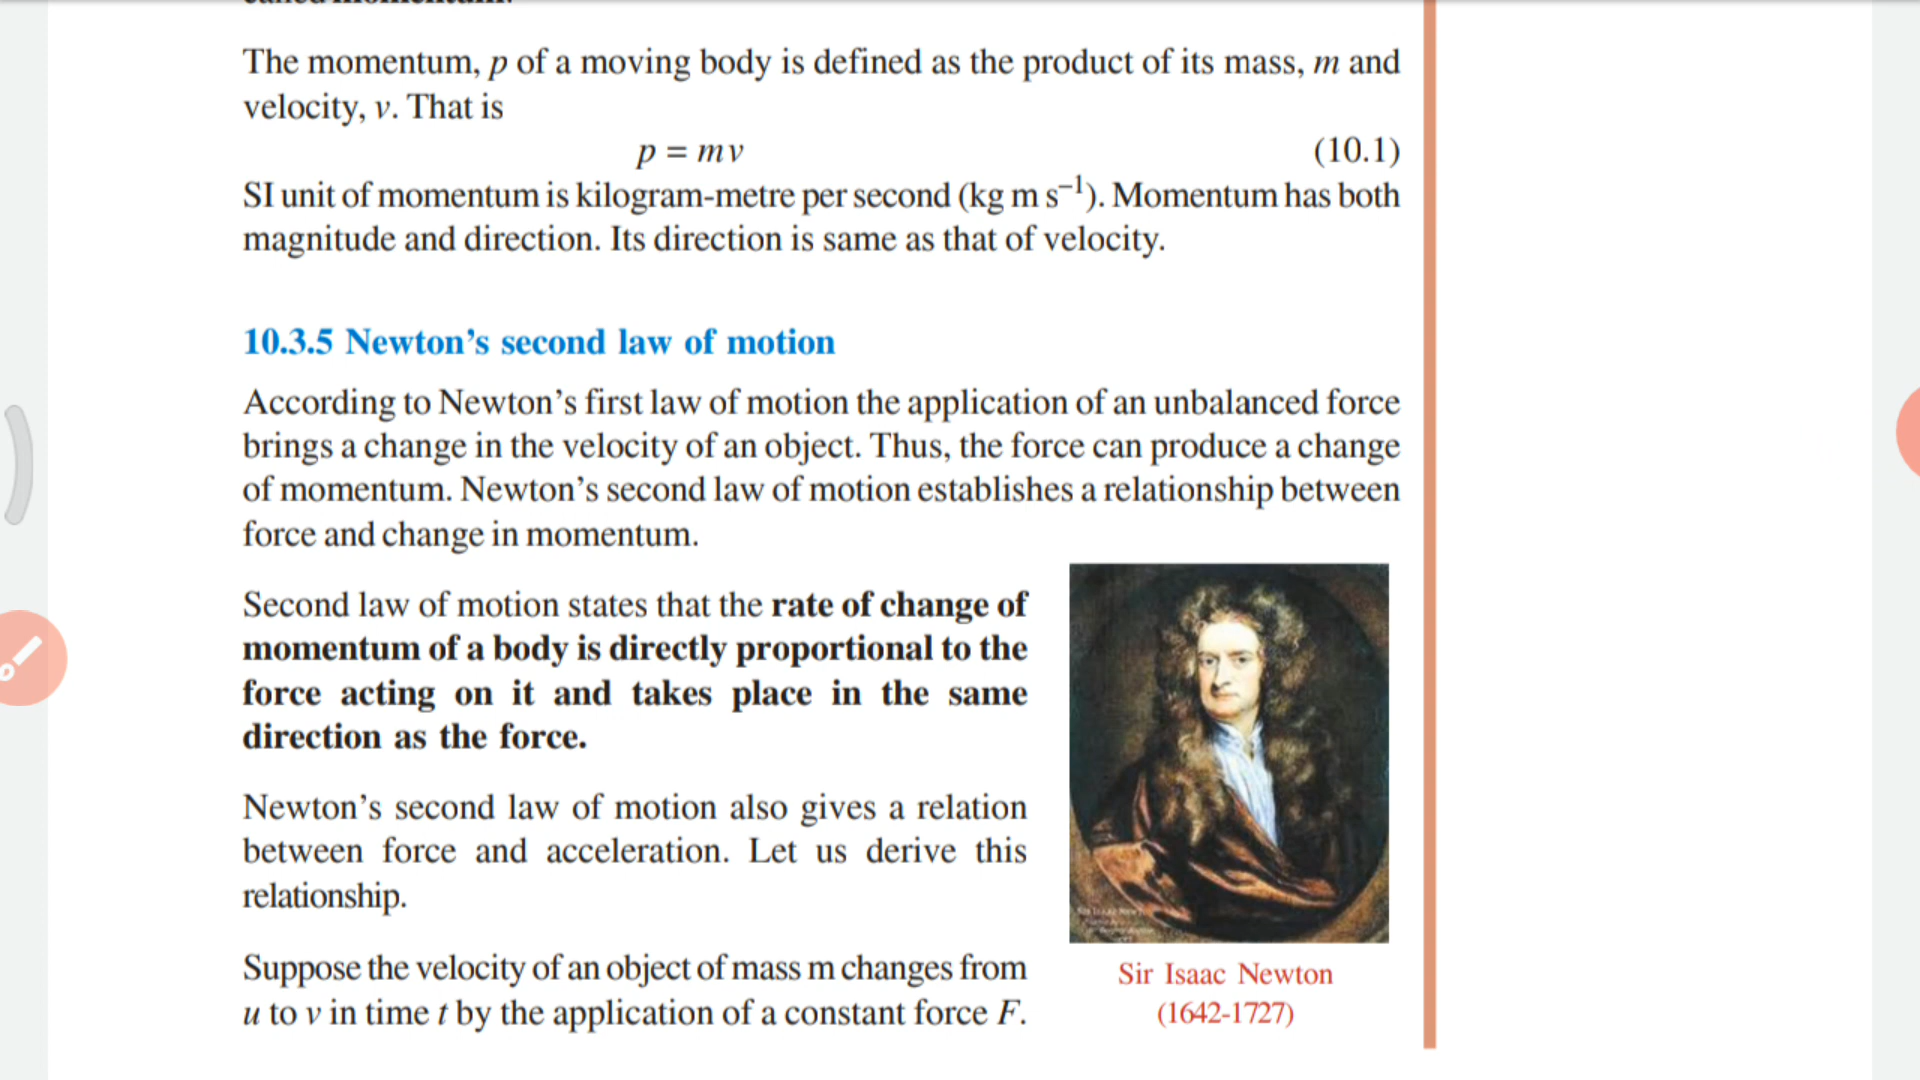 The momentum, p of a moving body is defined as the product of its mass, m and
velocity, v. That is
p = mv (10.1)
SI unit of momentum is kilogram-metre per second (kg m s⁻¹). Momentum has both
magnitude and direction. Its direction is same as that of velocity.
10.3.5 Newton’s second law of motion
According to Newton’s first law of motion the application of an unbalanced force
brings a change in the velocity of an object. Thus, the force can produce a change
of momentum. Newton’s second law of motion establishes a relationship between
force and change in momentum.
Second law of motion states that the rate of change of
momentum of a body is directly proportional to the
force acting on it and takes place in the same
direction as the force.
Newton’s second law of motion also gives a relation
between force and acceleration. Let us derive this
relationship.
Suppose the velocity of an object of mass m changes from
u to v in time t by the application of a constant force F.
Sir Isaac Newton
(1642-1727)